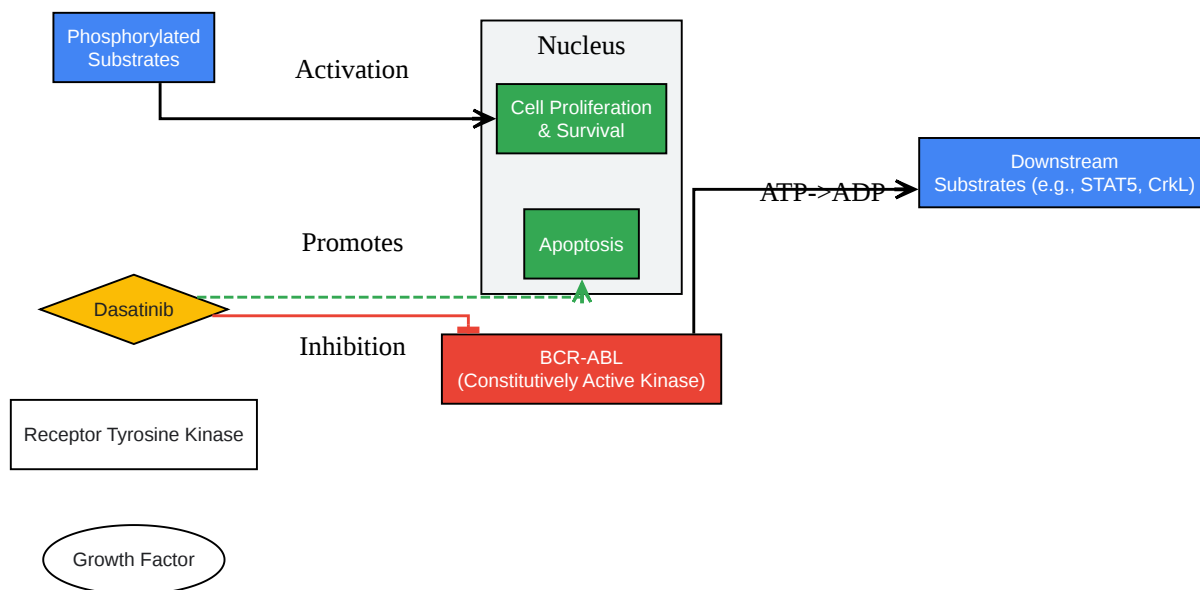 Phosphorylated
Substrates
Activation
Nucleus
Cell Proliferation
& Survival
Downstream
Substrates (e.g., STAT5, CrkL)
ATP->ADP
Promotes
Apoptosis
Dasatinib
Inhibition
BCR-ABL
(Constitutively Active Kinase)
Receptor Tyrosine Kinase
Growth Factor